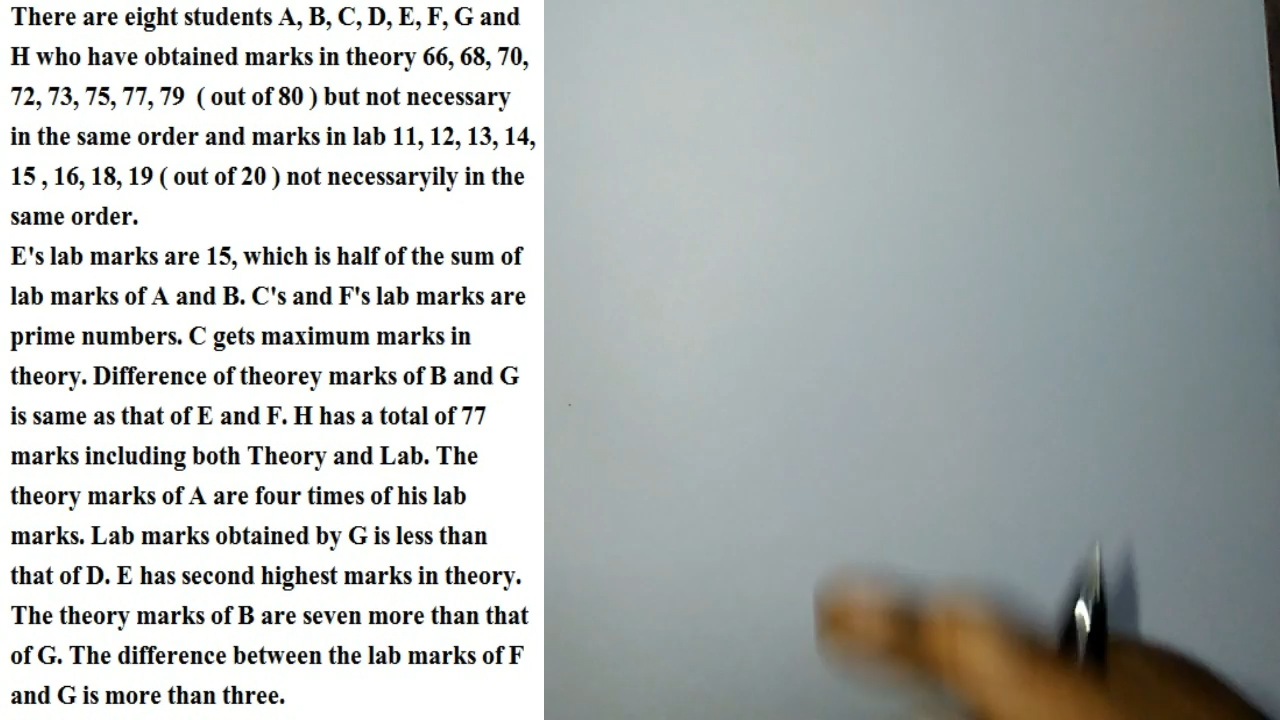 There are eight students A, B, C, D, E, F, G and
H who have obtained marks in theory 66, 68, 70,
72, 73, 75, 77, 79 ( out of 80 ) but not necessary
in the same order and marks in lab 11, 12, 13, 14,
15 , 16, 18, 19 ( out of 20 ) not necessaryily in the
same order.
E's lab marks are 15, which is half of the sum of
lab marks of A and B. C's and F's lab marks are
prime numbers. C gets maximum marks in
theory. Difference of theorey marks of B and G
is same as that of E and F. H has a total of 77
marks including both Theory and Lab. The
theory marks of A are four times of his lab
marks. Lab marks obtained by G is less than
that of D. E has second highest marks in theory.
The theory marks of B are seven more than that
of G. The difference between the lab marks of F
and G is more than three.